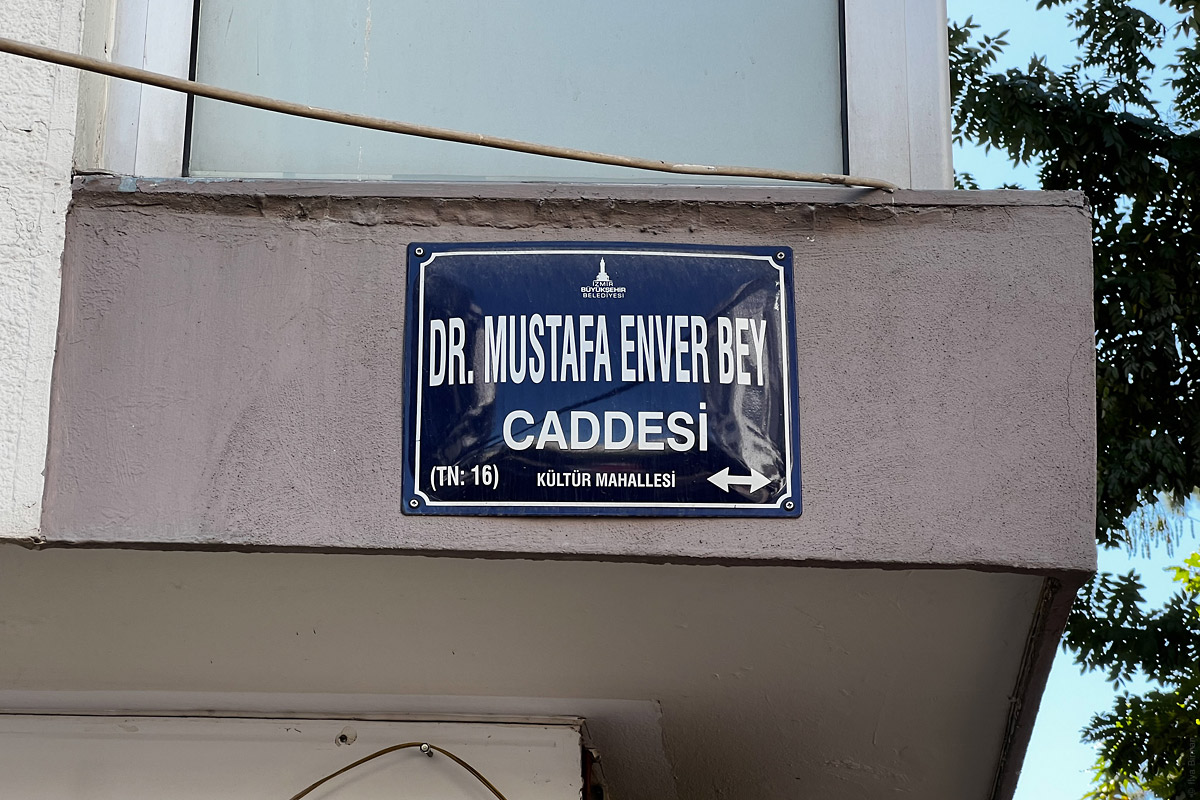 İZMİR
BÜYÜKŞEHİR
BELEDİYESİ
DR. MUSTAFA ENVER BEY
CADDESİ
(TN: 16) KÜLTÜR MAHALLESİ